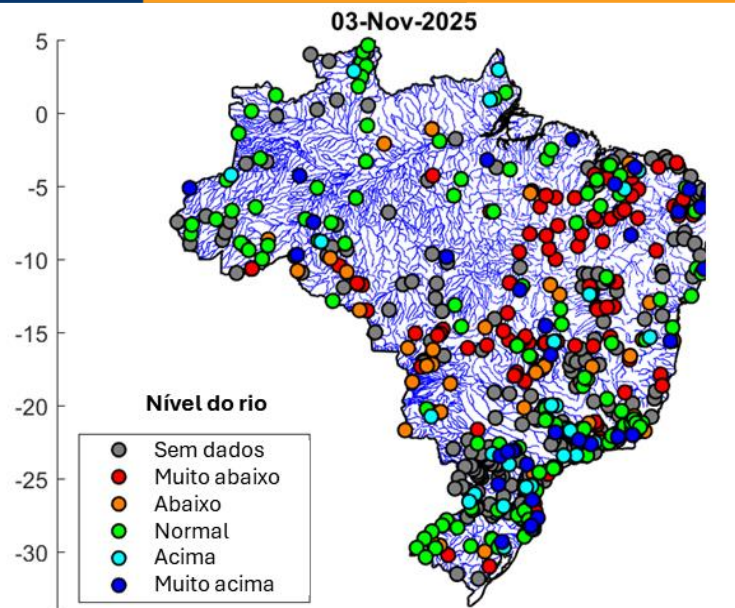 03-Nov-2025
5
0
-5
-10
-15
-20
-25
-30
Nível do rio
Sem dados
Muito abaixo
Abaixo
Normal
Acima
Muito acima